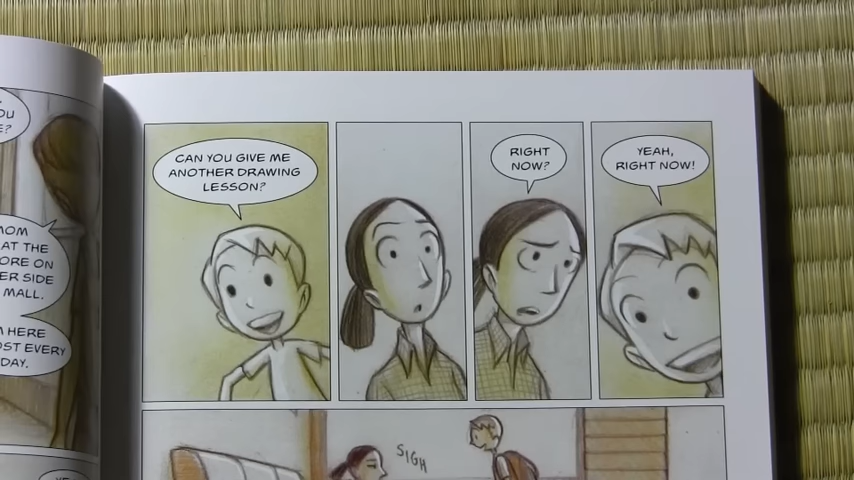 OU
E?
MOM
AT THE
ORE ON
ER SIDE
MALL.
HERE
OST EVERY
DAY.
CAN YOU GIVE ME
ANOTHER DRAWING
LESSON?
RIGHT
NOW?
YEAH,
RIGHT NOW!
SIGH